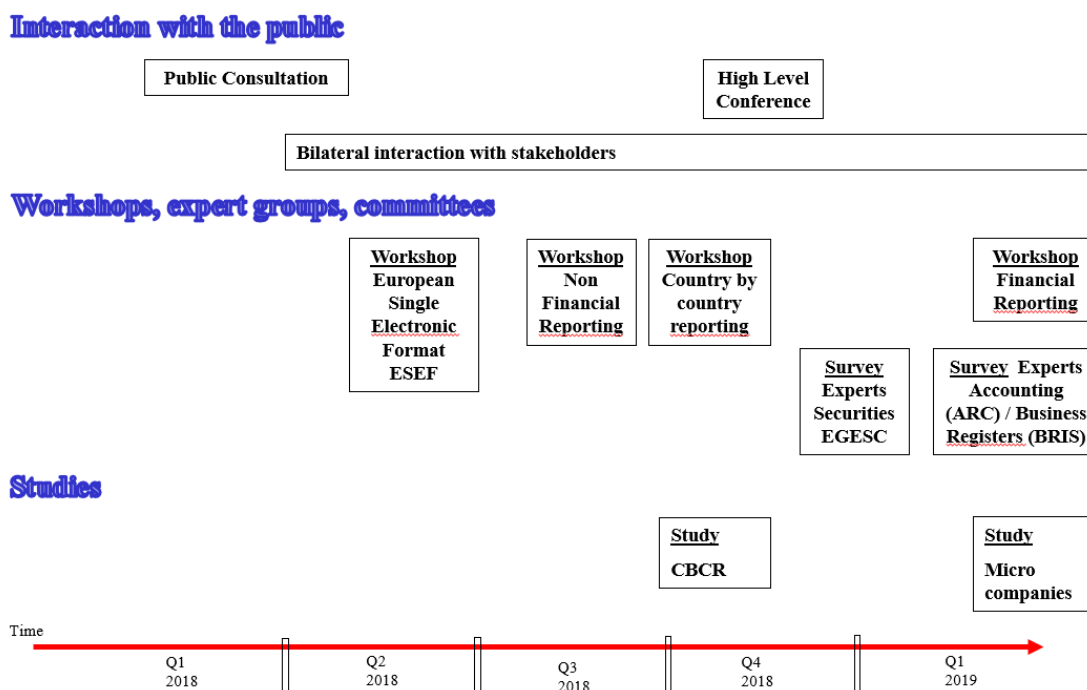 Interaction with the public
Public Consultation
High Level
Conference
Bilateral interaction with stakeholders
Workshops, expert groups, committees
Workshop
European
Single
Electronic
Format
ESEF
Workshop
Non
Financial
Reporting
Workshop
Country by
country
reporting
Workshop
Financial
Reporting
Survey
Experts
Securities
EGESC
Survey Experts
Accounting
(ARC) / Business
Registers (BRIS)
Studies
Study
CBCR
Study
Micro
companies
Time
Q1
2018
Q2
2018
Q3
2018
Q4
2018
Q1
2019